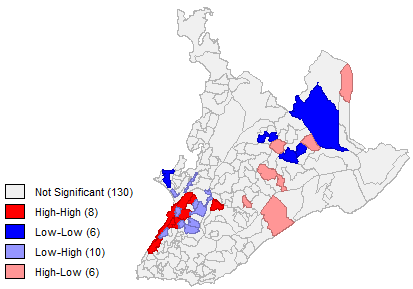 Not Significant (130)
High-High (8)
Low-Low (6)
Low-High (10)
High-Low (6)